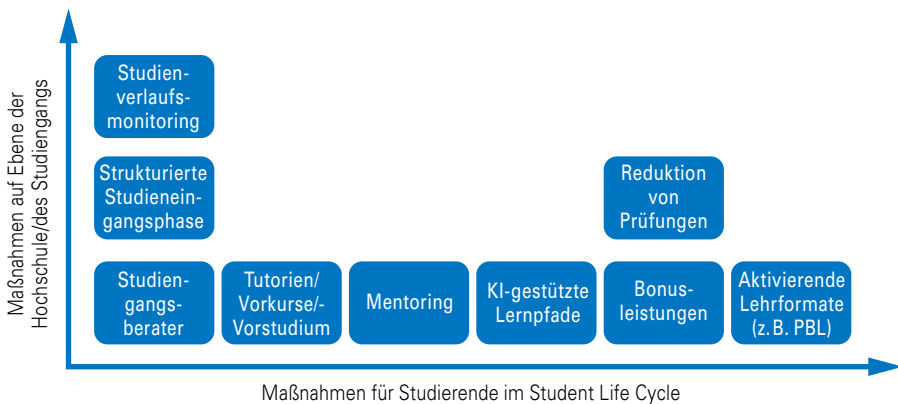 Maßnahmen auf Ebene der
Hochschule/des Studiengangs
Studien-
verlaufs-
monitoring
Strukturierte
Studienein-
gangsphase
Reduktion
von
Prüfungen
Studien-
gangs-
berater
Tutorien/
Vorkurse/-
Vorstudium
Mentoring
KI-gestützte
Lernpfade
Bonus-
leistungen
Aktivierende
Lehrformate
(z. B. PBL)
Maßnahmen für Studierende im Student Life Cycle